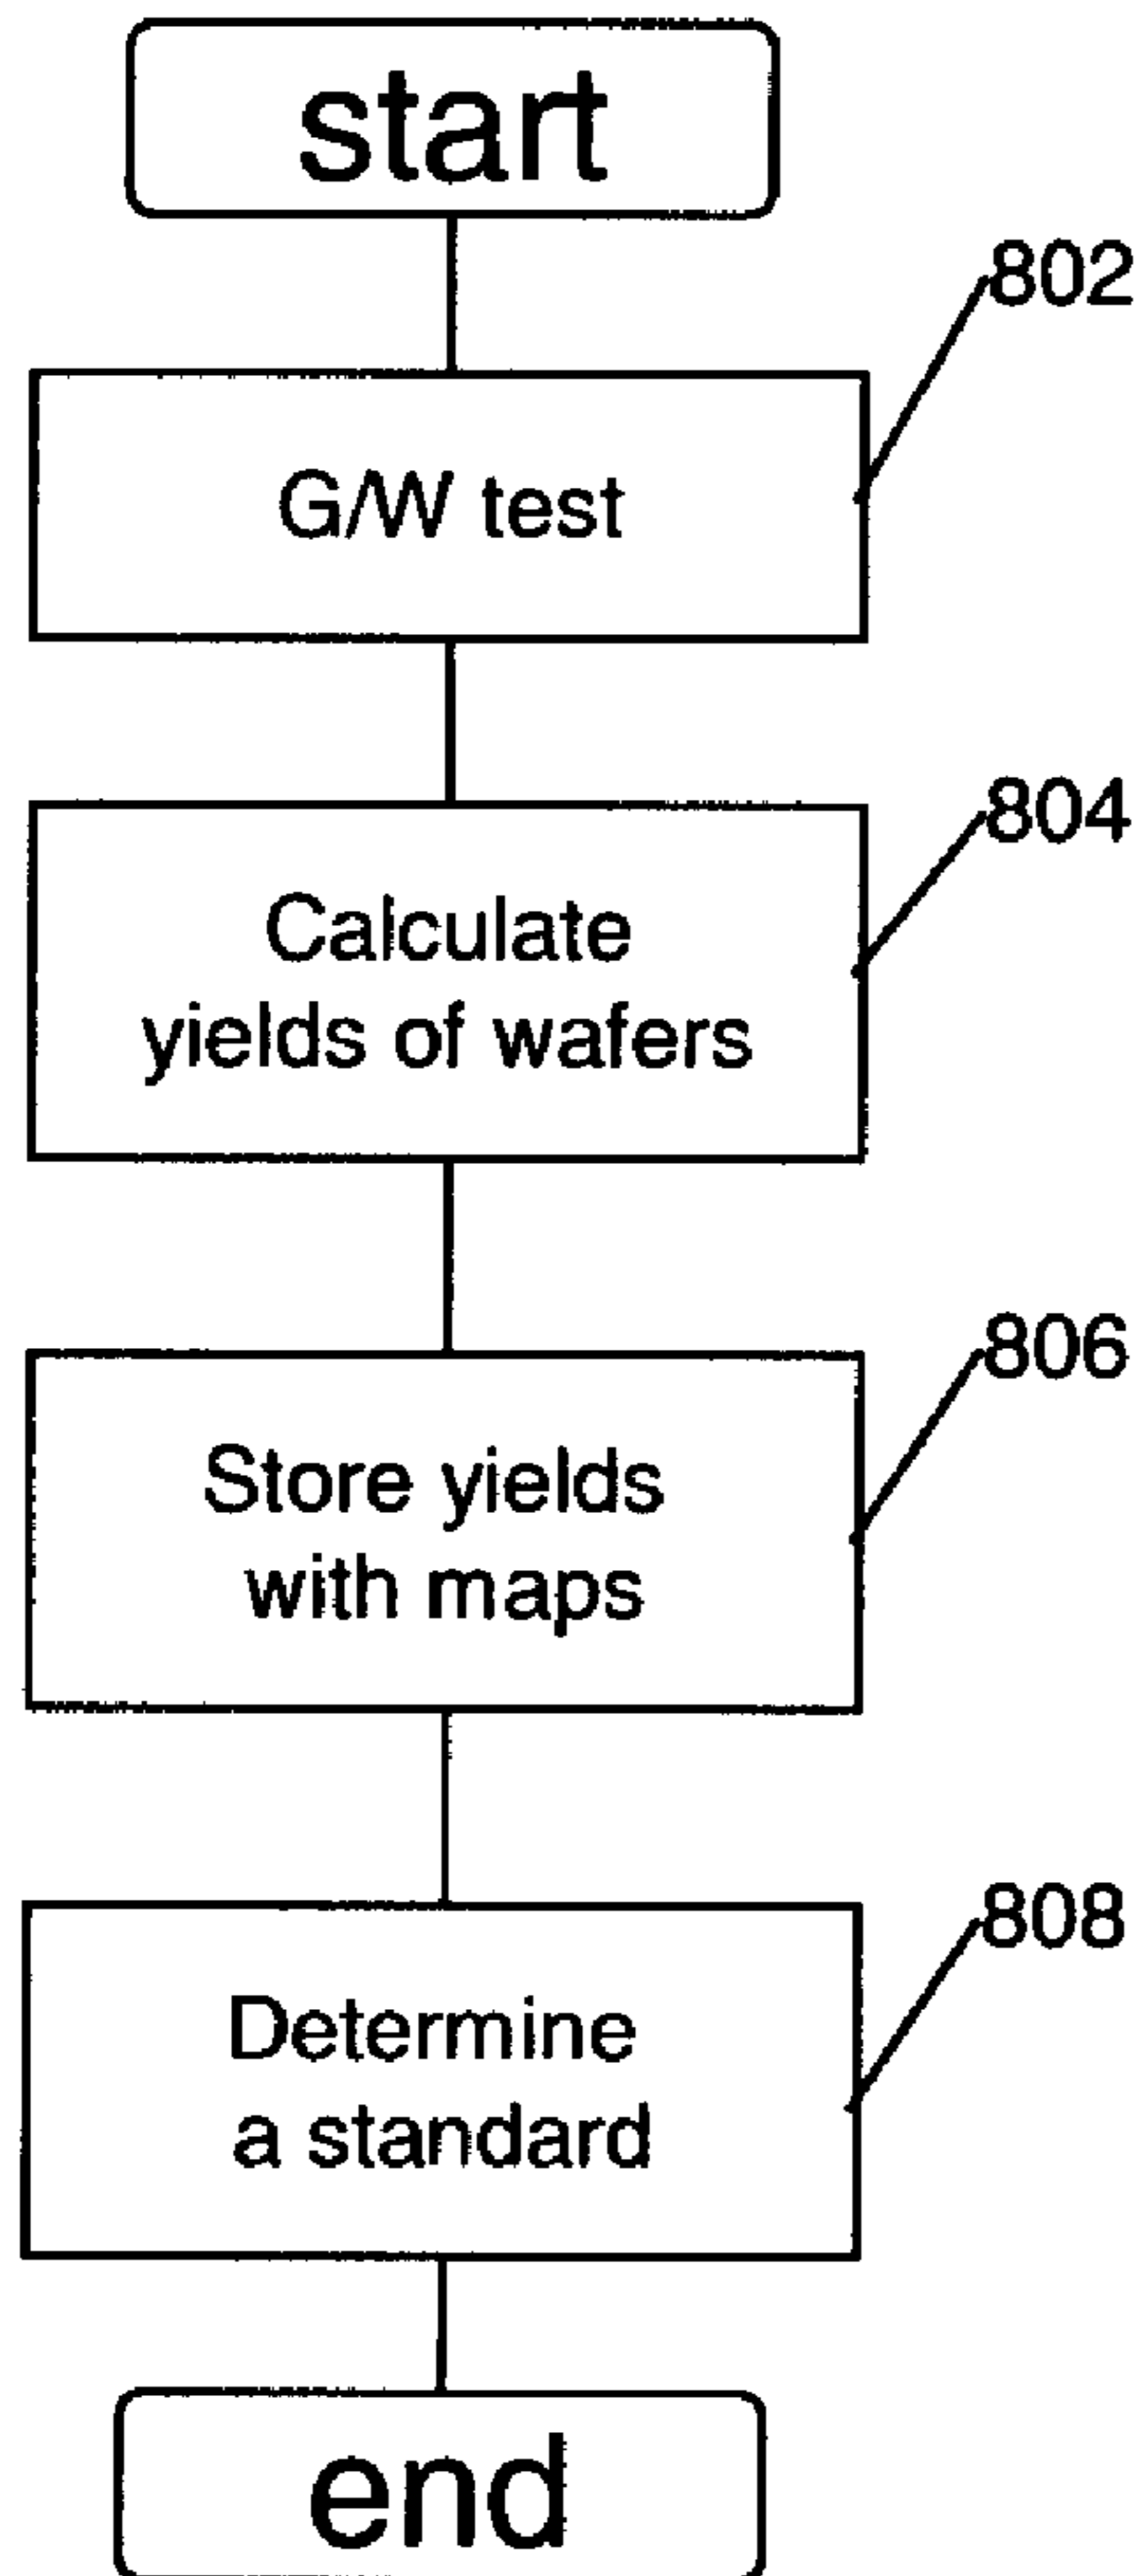 start
802
G/W test
804
Calculate
yields of wafers
806
Store yields
with maps
808
Determine
a standard
end